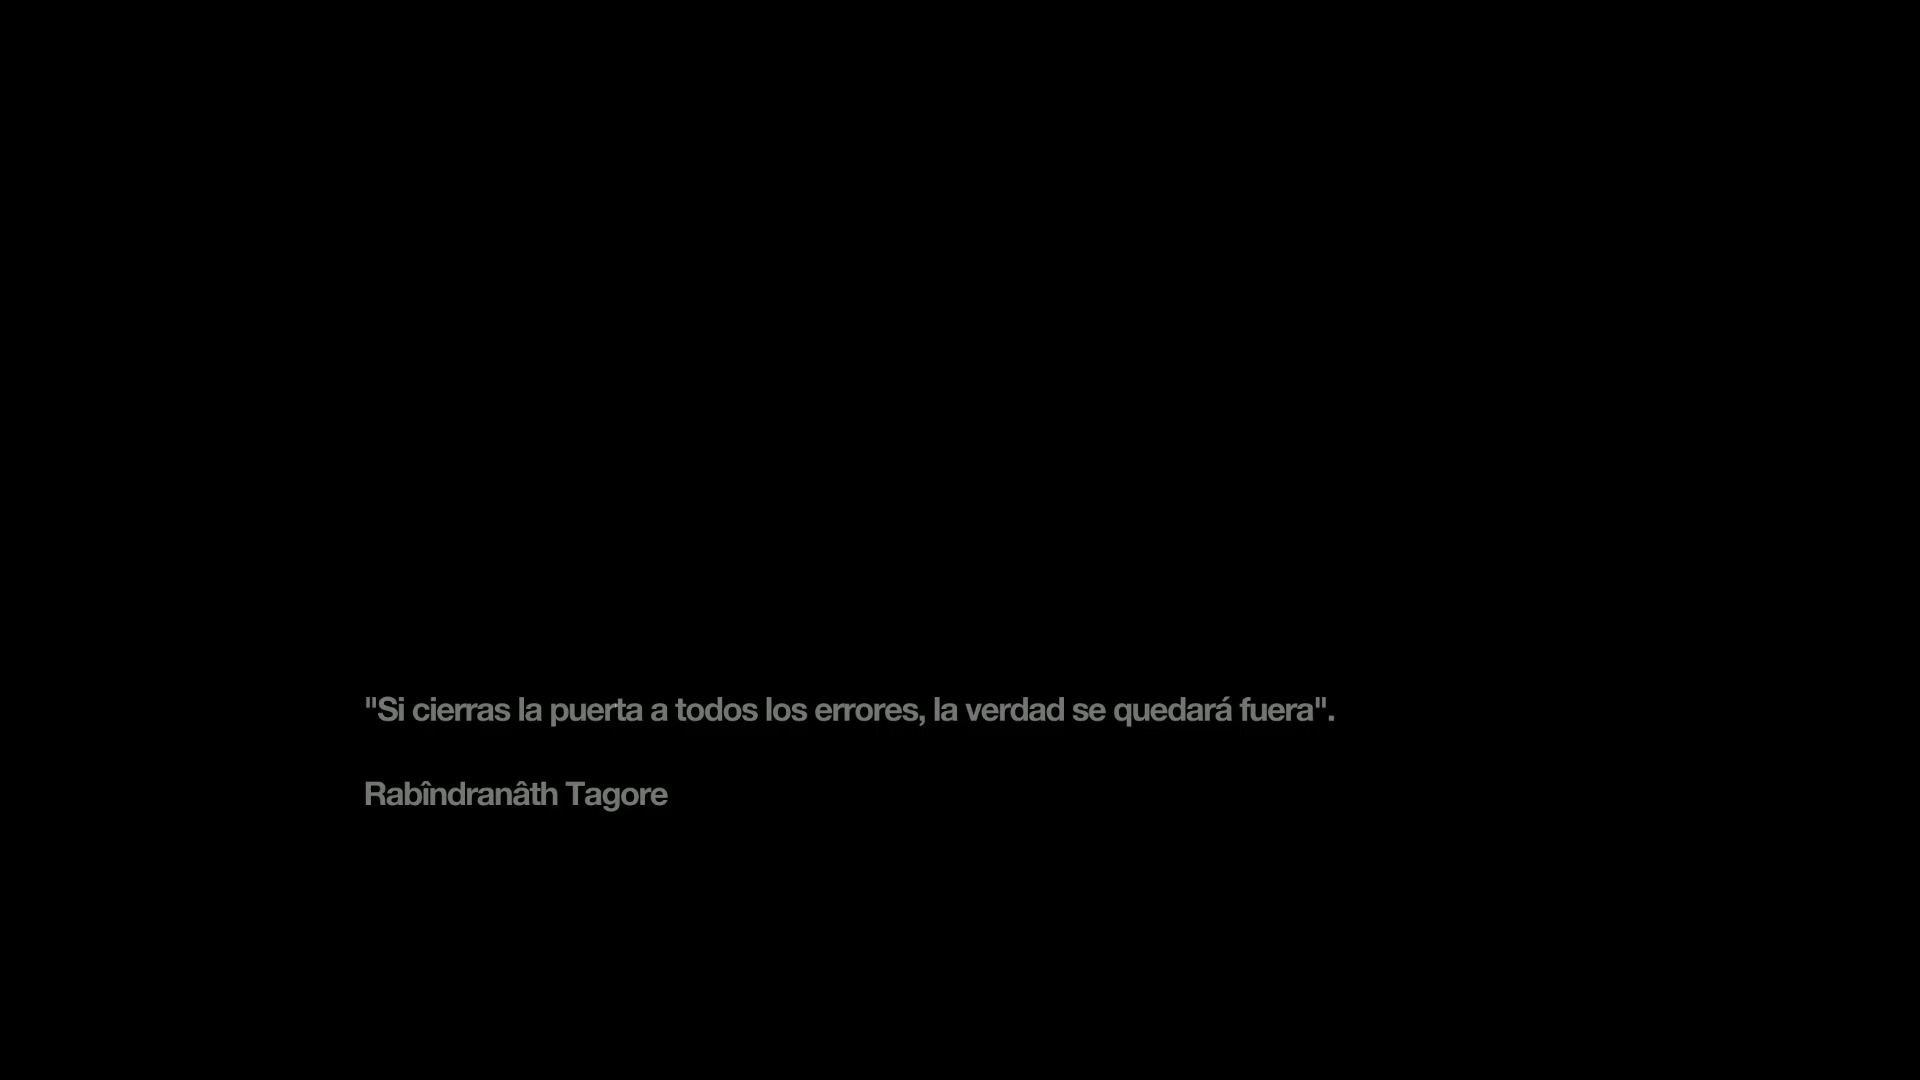 "Si cierras la puerta a todos los errores, la verdad se quedará fuera".
Rabîndranâth Tagore